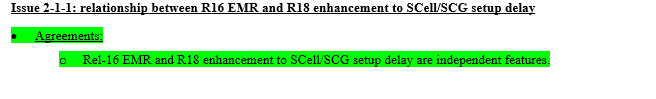 Issue 2-1-1: relationship between R16 EMR and R18 enhancement to SCell/SCG setup delay
• Agreements:
o Rel-16 EMR and R18 enhancement to SCell/SCG setup delay are independent features.